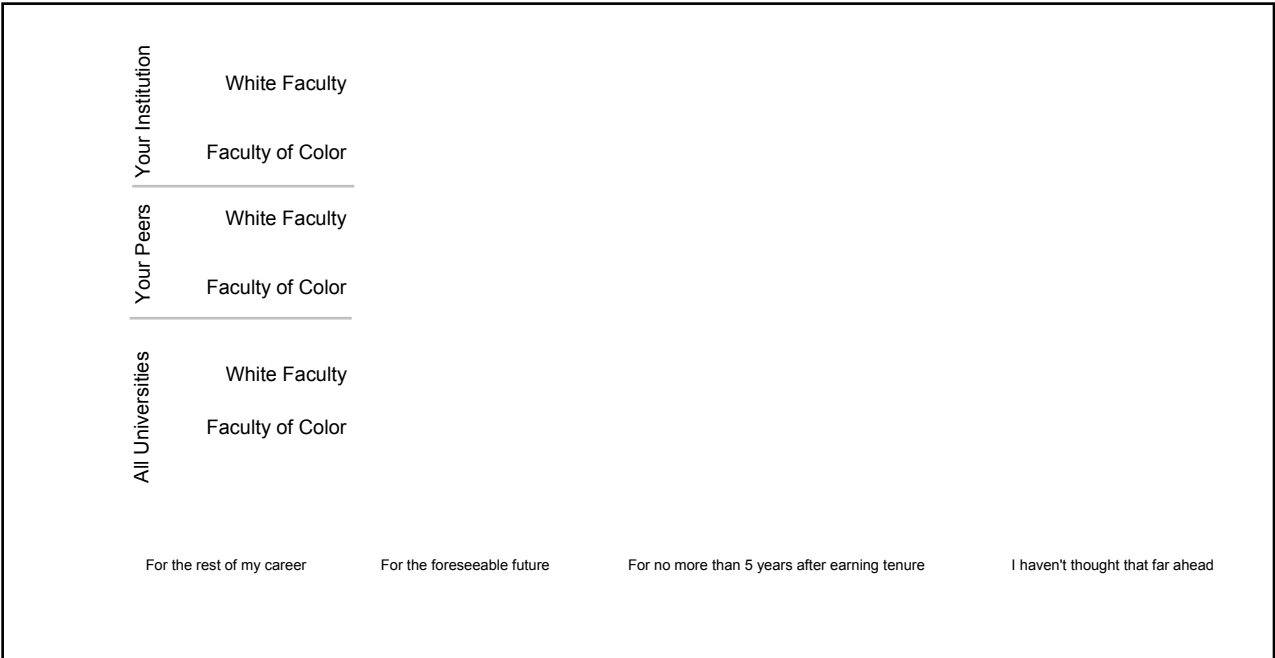 Your Institution
White Faculty
Faculty of Color
Your Peers
White Faculty
Faculty of Color
All Universities
White Faculty
Faculty of Color
For the rest of my career
For the foreseeable future
For no more than 5 years after earning tenure
I haven't thought that far ahead